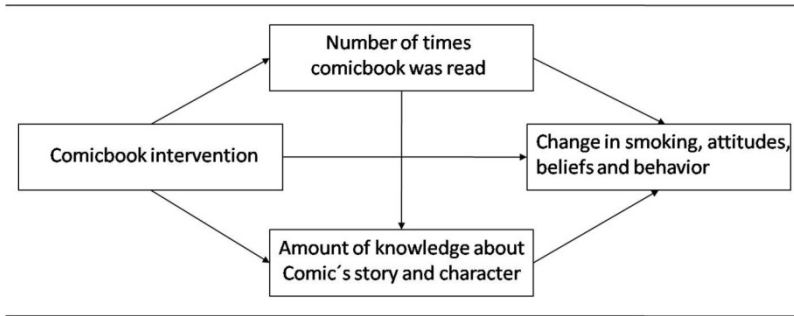 Number of times
comicbook was read
Comicbook intervention
Change in smoking, attitudes,
beliefs and behavior
Amount of knowledge about
Comic´s story and character